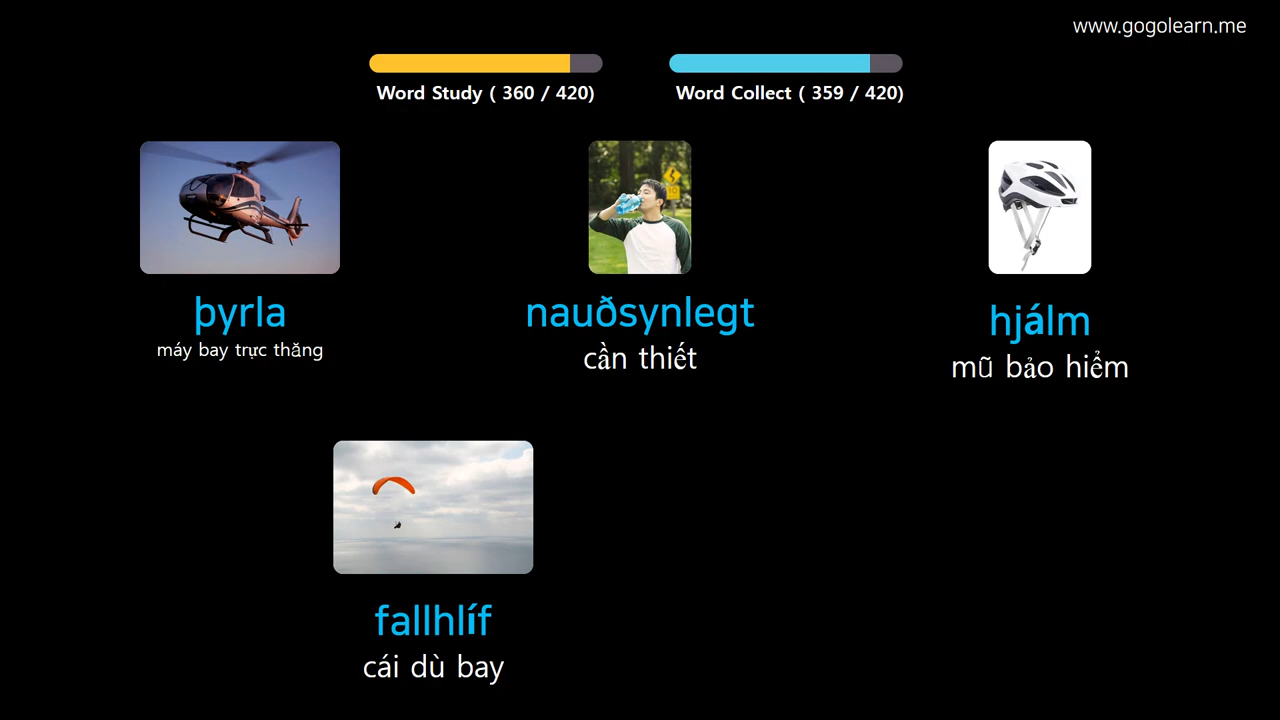 www.gogolearn.me
Word Study ( 360 / 420)
Word Collect ( 359 / 420)
þyrla
máy bay trực thăng
nauðsynlegt
cần thiết
hjálm
mũ bảo hiểm
fallhlíf
cái dù bay